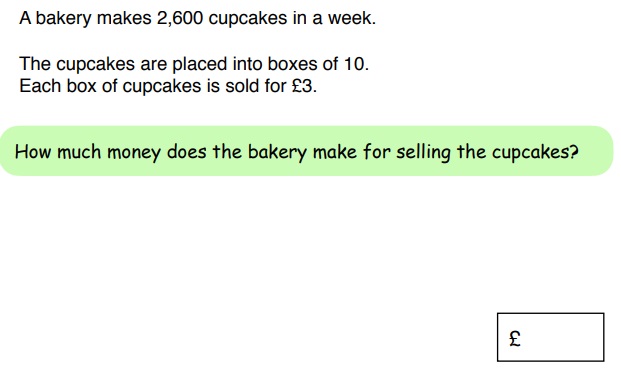 A bakery makes 2,600 cupcakes in a week.
The cupcakes are placed into boxes of 10.
Each box of cupcakes is sold for £3.
How much money does the bakery make for selling the cupcakes?
£